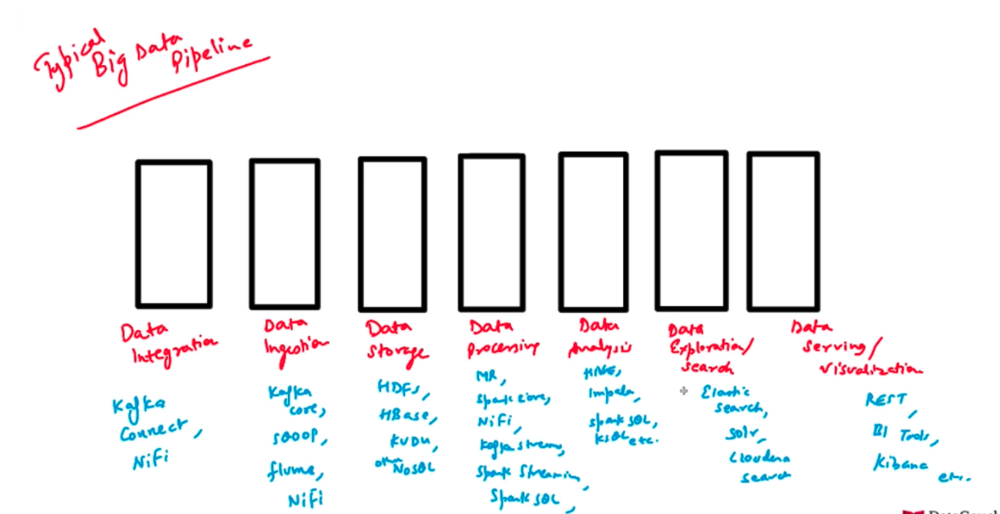 Typical
Big Data
Pipeline
Data
Integration
Kafka
Connect,
NiFi
Data
Ingestion
Kafka
core,
sqoop,
flume,
NiFi
Data
Storage
HDFS,
HBase,
KUDU,
other NoSQL
Data
Processing
MR,
Spark core,
NiFi,
Kafka streams,
Spark Streaming,
Spark SQL,
Data
Analysis
HIVE,
Impala,
Spark SQL,
KSQL etc.
Data
Exploration/
search
Elastic
search,
Solr,
Cloudera
search
Data
Serving/
Visualization
REST,
BI Tools,
Kibana
etc.